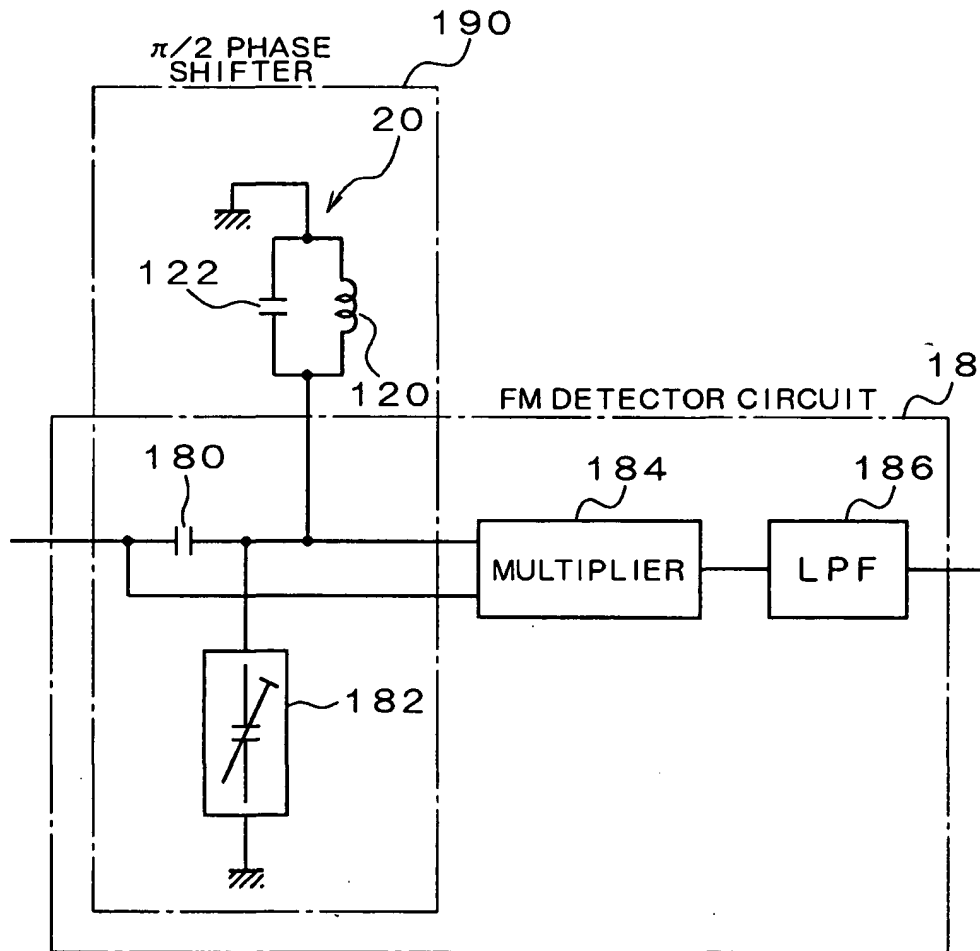 190
π/2 PHASE
SHIFTER
20
122
120
18
FM DETECTOR CIRCUIT
180
184
186
MULTIPLIER
LPF
182